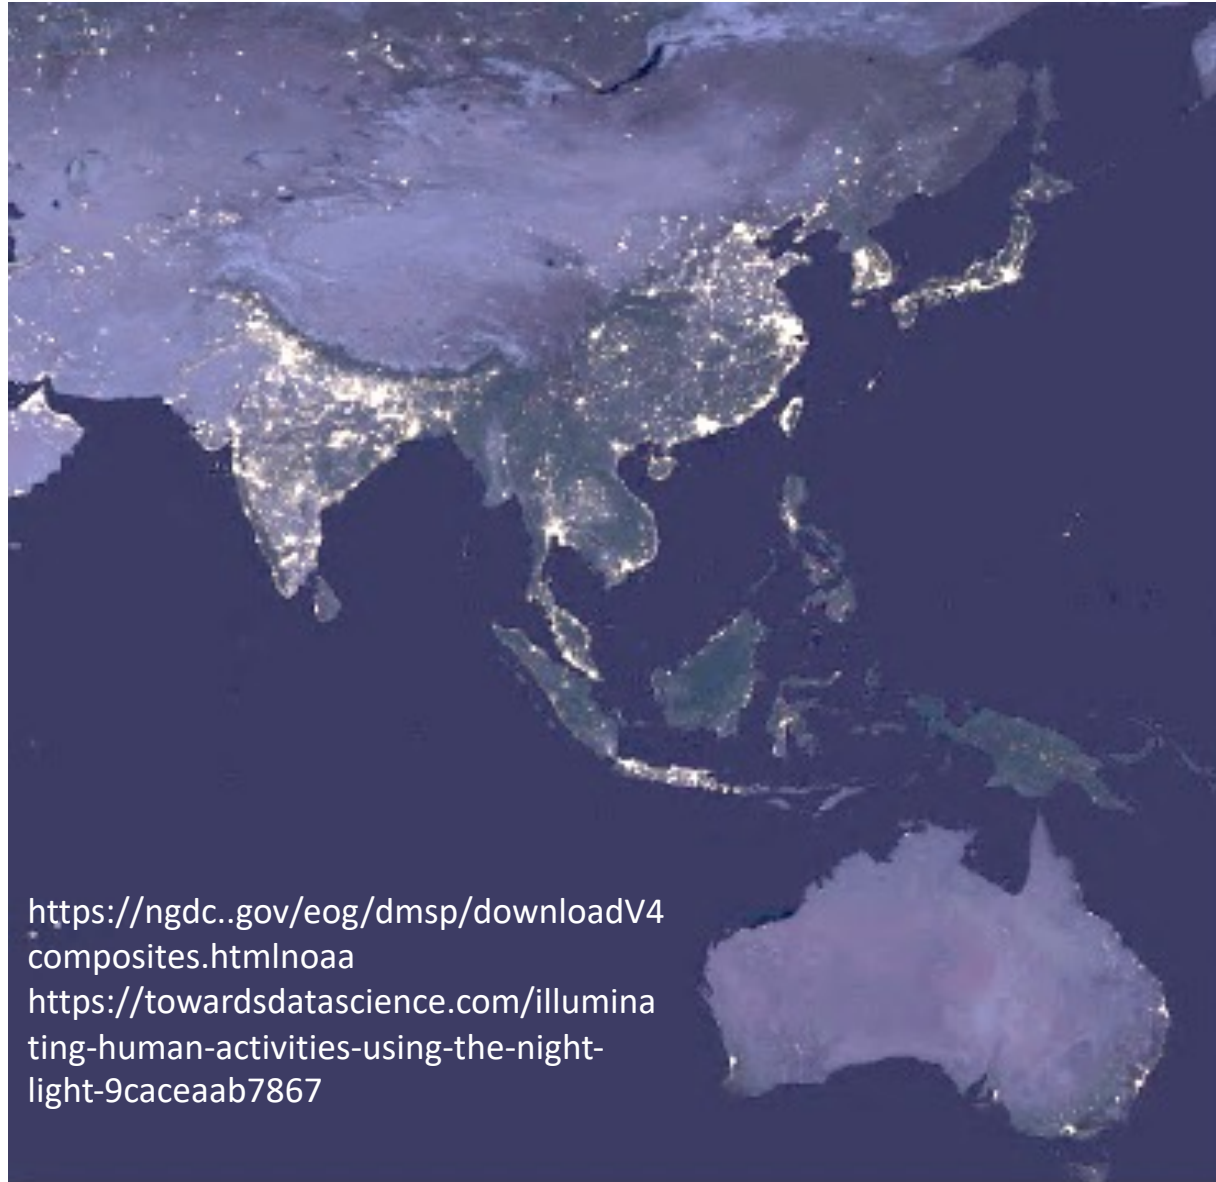 https://ngdc..gov/eog/dmsp/downloadV4
composites.htmlnoaa
https://towardsdatascience.com/illumina
ting-human-activities-using-the-night-
light-9caceaab7867